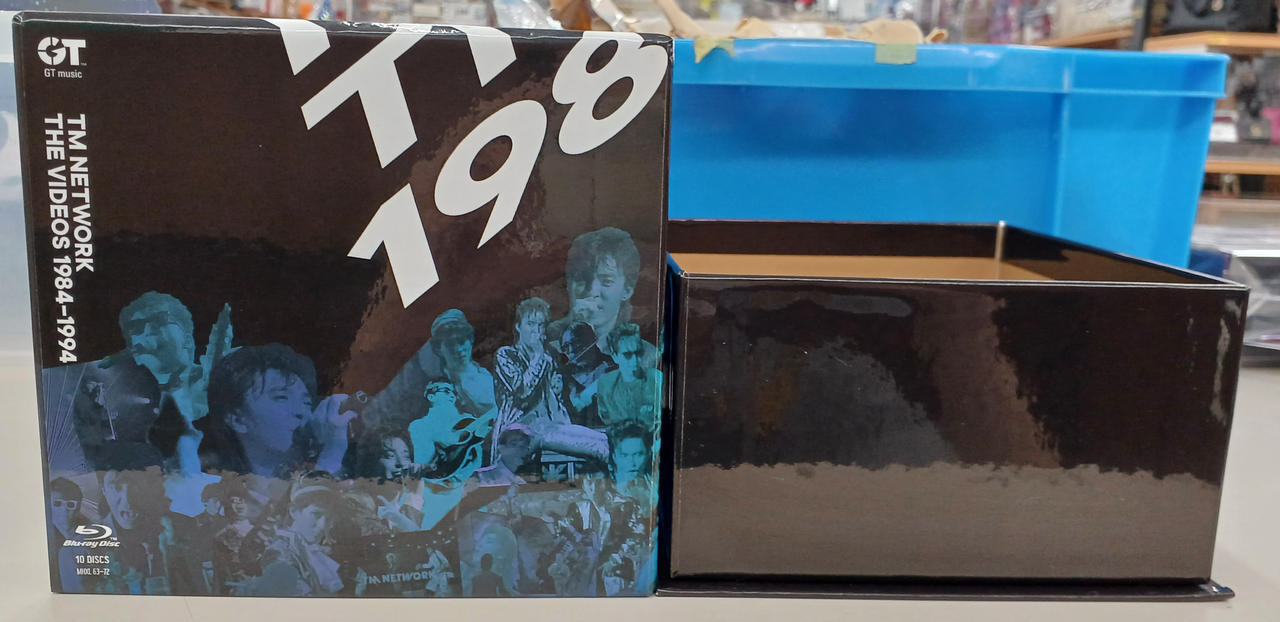 GT
GT music
TM NETWORK
THE VIDEOS 1984-1994
198
Blu-ray Disc
10 DISCS
MHXL 63-72
TM NETWORK